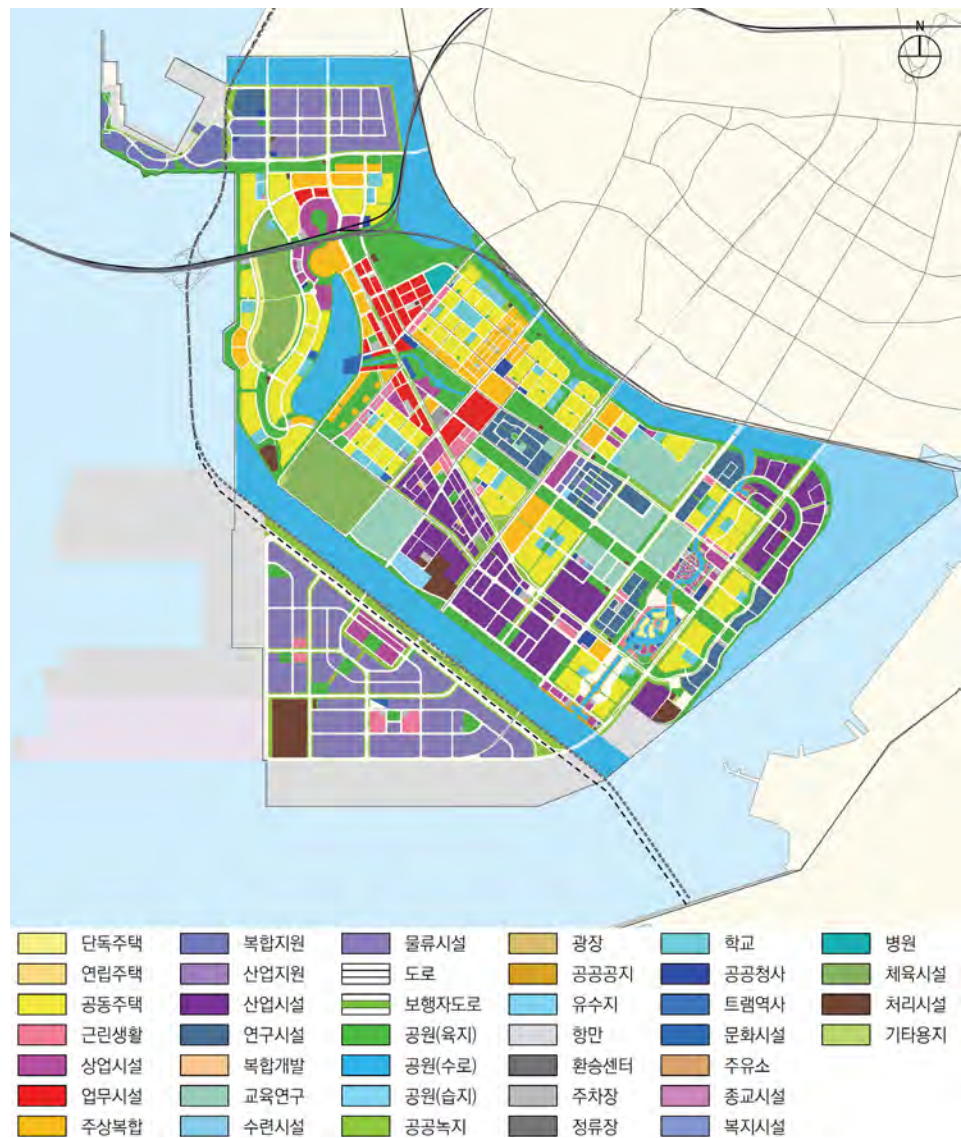 N
단독주택 복합지원 물류시설 광장 학교 병원
연립주택 산업지원 도로 공공공지 공공청사 체육시설
공동주택 산업시설 보행자도로 유수지 트램역사 처리시설
근린생활 연구시설 공원(육지) 항만 문화시설 기타용지
상업시설 복합개발 공원(수로) 환승센터 주유소
업무시설 교육연구 공원(습지) 주차장 종교시설
주상복합 수련시설 공공녹지 정류장 복지시설